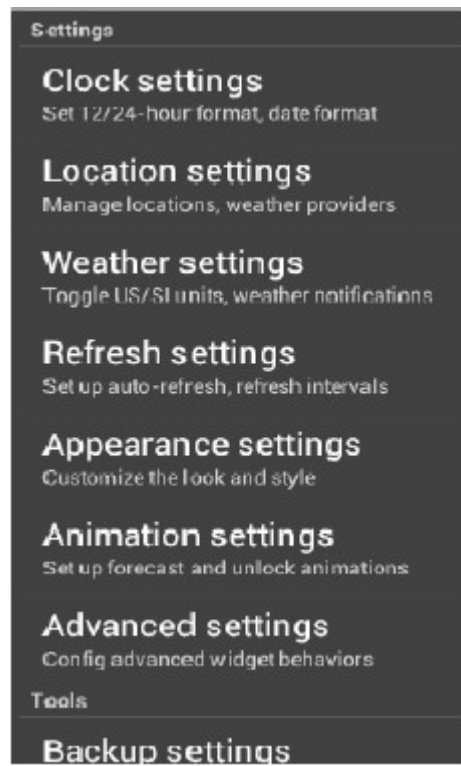 Settings
Clock settings
Set 12/24-hour format, date format
Location settings
Manage locations, weather providers
Weather settings
Toggle US/SI units, weather notifications
Refresh settings
Set up auto-refresh, refresh intervals
Appearance settings
Customize the look and style
Animation settings
Set up forecast and unlock animations
Advanced settings
Config advanced widget behaviors
Tools
Backup settings